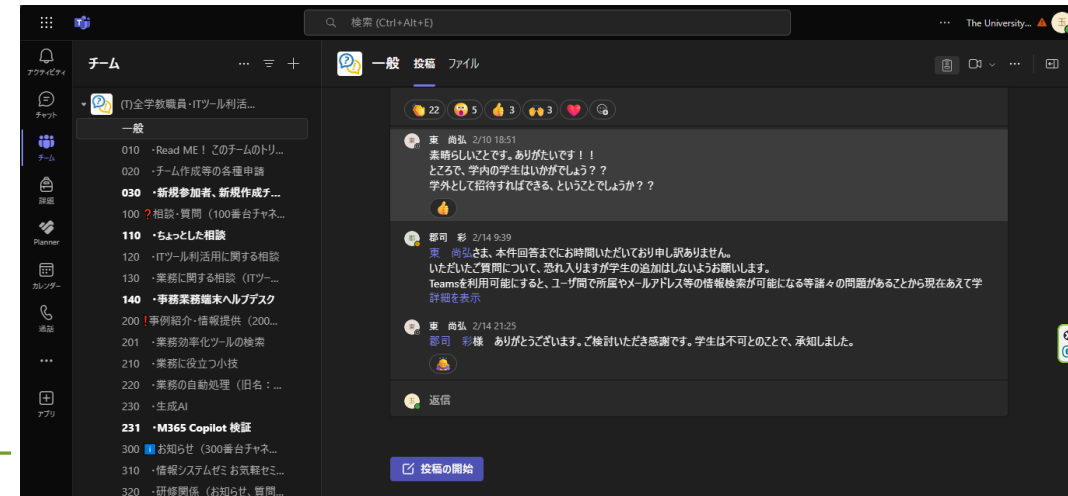 検索 (Ctrl+Alt+E)
The University...
アクティビティ
チャット
チーム
課題
Planner
カレンダー
通話
アプリ
チーム
(T)全学教職員・ITツール利活...
一般
010 ・Read ME！ このチームのトリ...
020 ・チーム作成等の各種申請
030 ・新規参加者、新規作成チ...
100 ❓相談・質問（100番台チャネ...
110 ・ちょっとした相談
120 ・ITツール利活用に関する相談
130 ・業務に関する相談（ITツー...
140 ・事務業務端末ヘルプデスク
200 ❗事例紹介・情報提供（200...
201 ・業務効率化ツールの検索
210 ・業務に役立つ小技
220 ・業務の自動処理（旧名：...
230 ・生成AI
231 ・M365 Copilot 検証
300 ℹお知らせ（300番台チャネ...
310 ・情報システムゼミ お気軽セミ...
320 ・研修関係（お知らせ、質問...
一般 投稿 ファイル
22 5 3 3
東 尚弘 2/10 18:51
素晴らしいことです。ありがたいです！！
ところで、学内の学生はいかがでしょう？？
学外として招待すればできる、ということでしょうか？？
郡司 彩 2/14 9:39
東 尚弘さま、本件回答までにお時間いただいており申し訳ありません。
いただいたご質問について、恐れ入りますが学生の追加はしないようお願いします。
Teamsを利用可能にすると、ユーザ間で所属やメールアドレス等の情報検索が可能になる等諸々の問題があることから現在あえて学
詳細を表示
東 尚弘 2/14 21:25
郡司 彩様 ありがとうございます。ご検討いただき感謝です。学生は不可とのことで、承知しました。
返信
投稿の開始